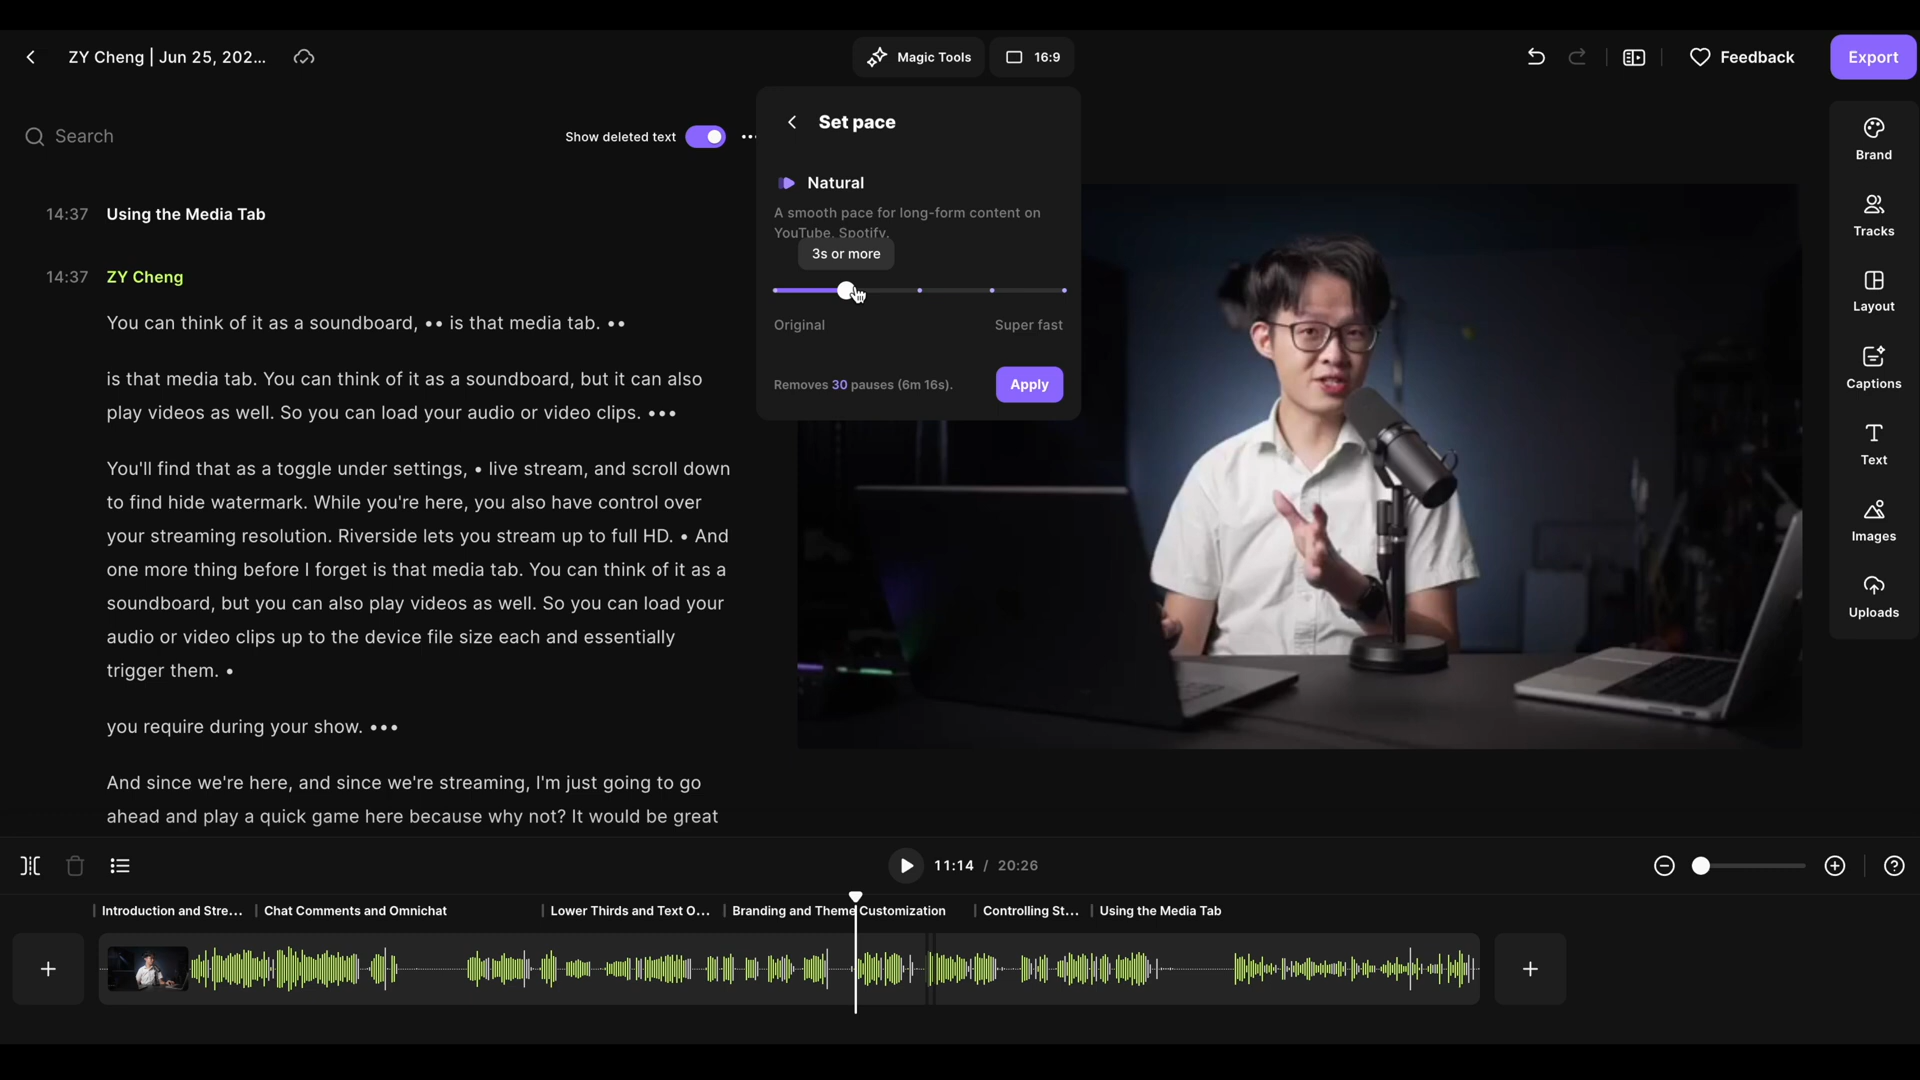 ZY Cheng | Jun 25, 202...
Magic Tools
16:9
Feedback
Export
Search
Show deleted text
Set pace
Natural
A smooth pace for long-form content on
YouTube, Spotify.
3s or more
Original
Super fast
Removes 30 pauses (6m 16s).
Apply
14:37 Using the Media Tab
14:37 ZY Cheng
You can think of it as a soundboard, •• is that media tab. ••
is that media tab. You can think of it as a soundboard, but it can also
play videos as well. So you can load your audio or video clips. •••
You'll find that as a toggle under settings, • live stream, and scroll down
to find hide watermark. While you're here, you also have control over
your streaming resolution. Riverside lets you stream up to full HD. • And
one more thing before I forget is that media tab. You can think of it as a
soundboard, but you can also play videos as well. So you can load your
audio or video clips up to the device file size each and essentially
trigger them. •
you require during your show. •••
And since we're here, and since we're streaming, I'm just going to go
ahead and play a quick game here because why not? It would be great
Brand
Tracks
Layout
Captions
Text
Images
Uploads
11:14 / 20:26
Introduction and Stre...
Chat Comments and Omnichat
Lower Thirds and Text O...
Branding and Theme Customization
Controlling St...
Using the Media Tab